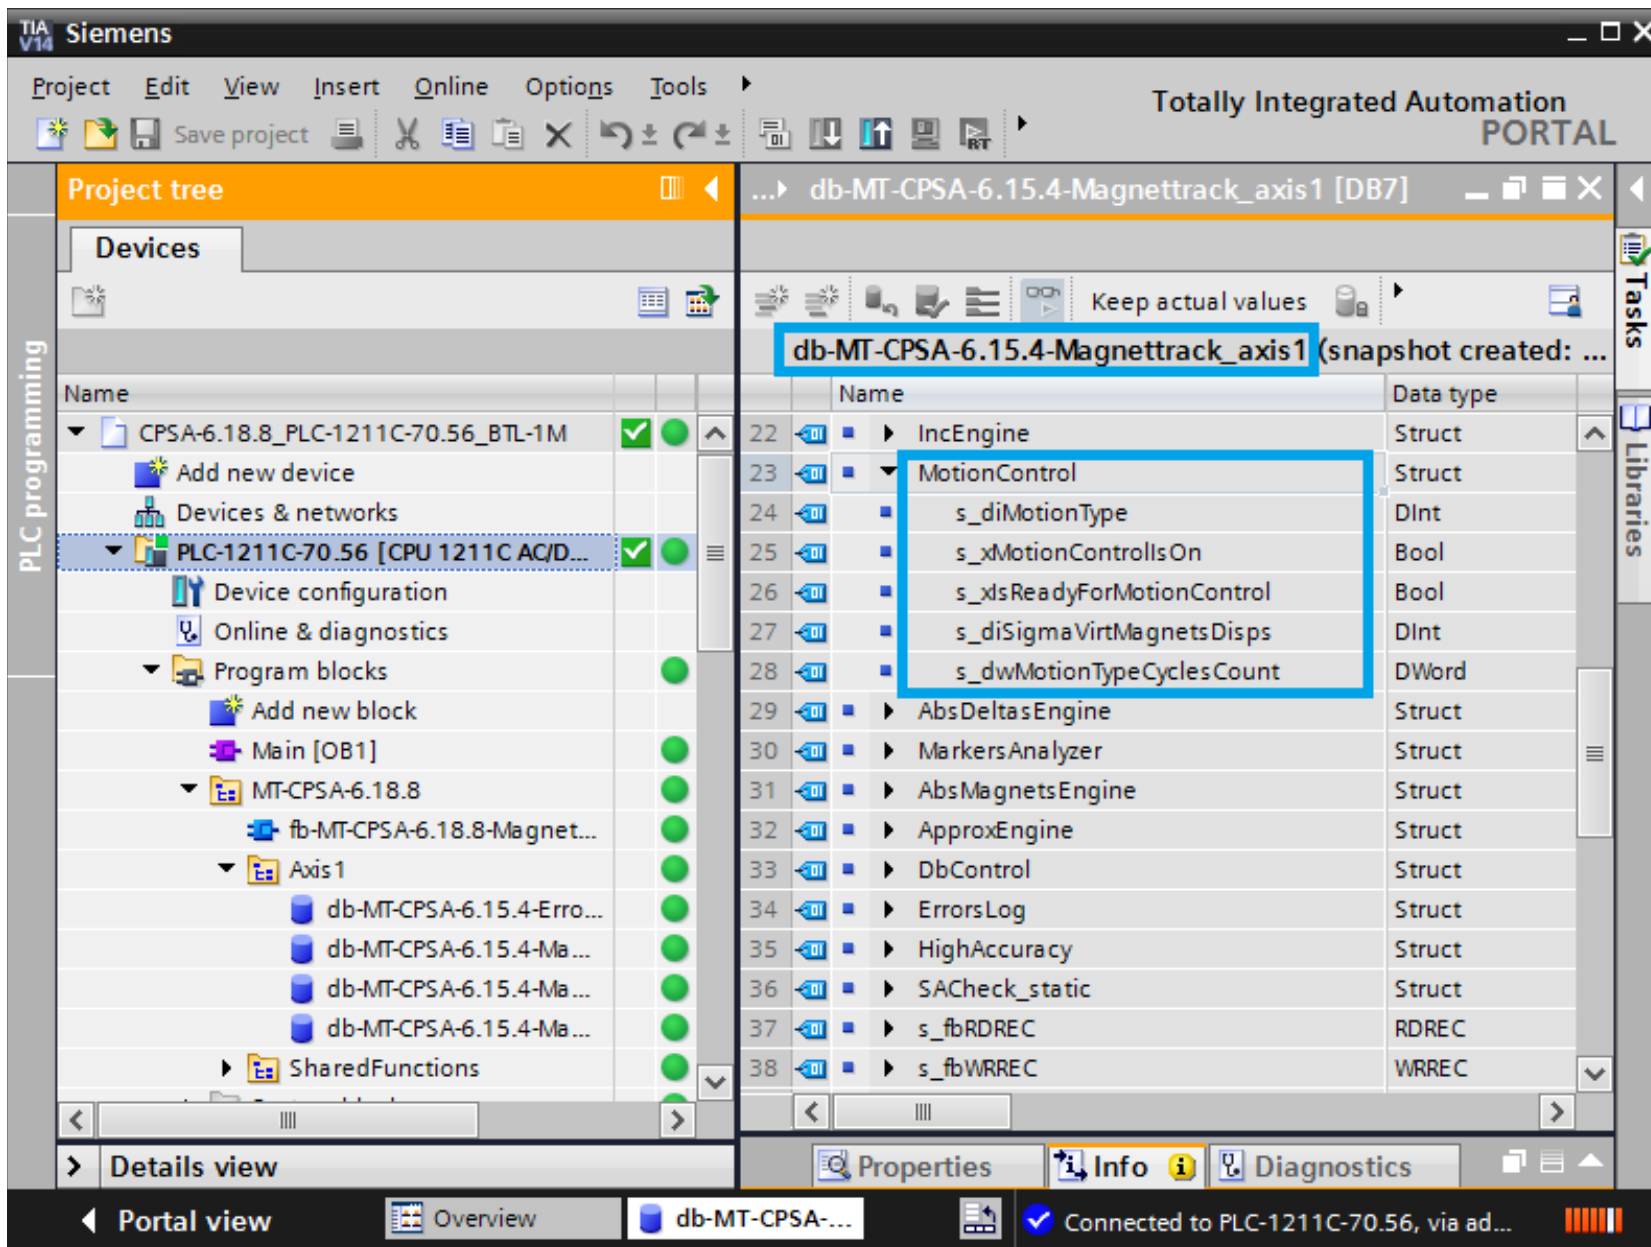 TIA V14 Siemens
Project Edit View Insert Online Options Tools
Totally Integrated Automation
PORTAL
Save project
RT
PLC programming
Project tree
Devices
Name
CPSA-6.18.8_PLC-1211C-70.56_BTL-1M
Add new device
Devices & networks
PLC-1211C-70.56 [CPU 1211C AC/D...
Device configuration
Online & diagnostics
Program blocks
Add new block
Main [OB1]
MT-CPSA-6.18.8
fb-MT-CPSA-6.18.8-Magnet...
Axis1
db-MT-CPSA-6.15.4-Erro...
db-MT-CPSA-6.15.4-Ma...
db-MT-CPSA-6.15.4-Ma...
db-MT-CPSA-6.15.4-Ma...
SharedFunctions
Details view
... db-MT-CPSA-6.15.4-Magnettrack_axis1 [DB7]
Keep actual values
db-MT-CPSA-6.15.4-Magnettrack_axis1 (snapshot created: ...
Name Data type
22 IncEngine Struct
23 MotionControl Struct
24 s_diMotionType DInt
25 s_xMotionControlIsOn Bool
26 s_xIsReadyForMotionControl Bool
27 s_diSigmaVirtMagnetsDisps DInt
28 s_dwMotionTypeCyclesCount DWord
29 AbsDeltasEngine Struct
30 MarkersAnalyzer Struct
31 AbsMagnetsEngine Struct
32 ApproxEngine Struct
33 DbControl Struct
34 ErrorsLog Struct
35 HighAccuracy Struct
36 SACheck_static Struct
37 s_fbRDREC RDREC
38 s_fbWRREC WRREC
Properties Info Diagnostics
Tasks
Libraries
Portal view Overview db-MT-CPSA-... Connected to PLC-1211C-70.56, via ad...